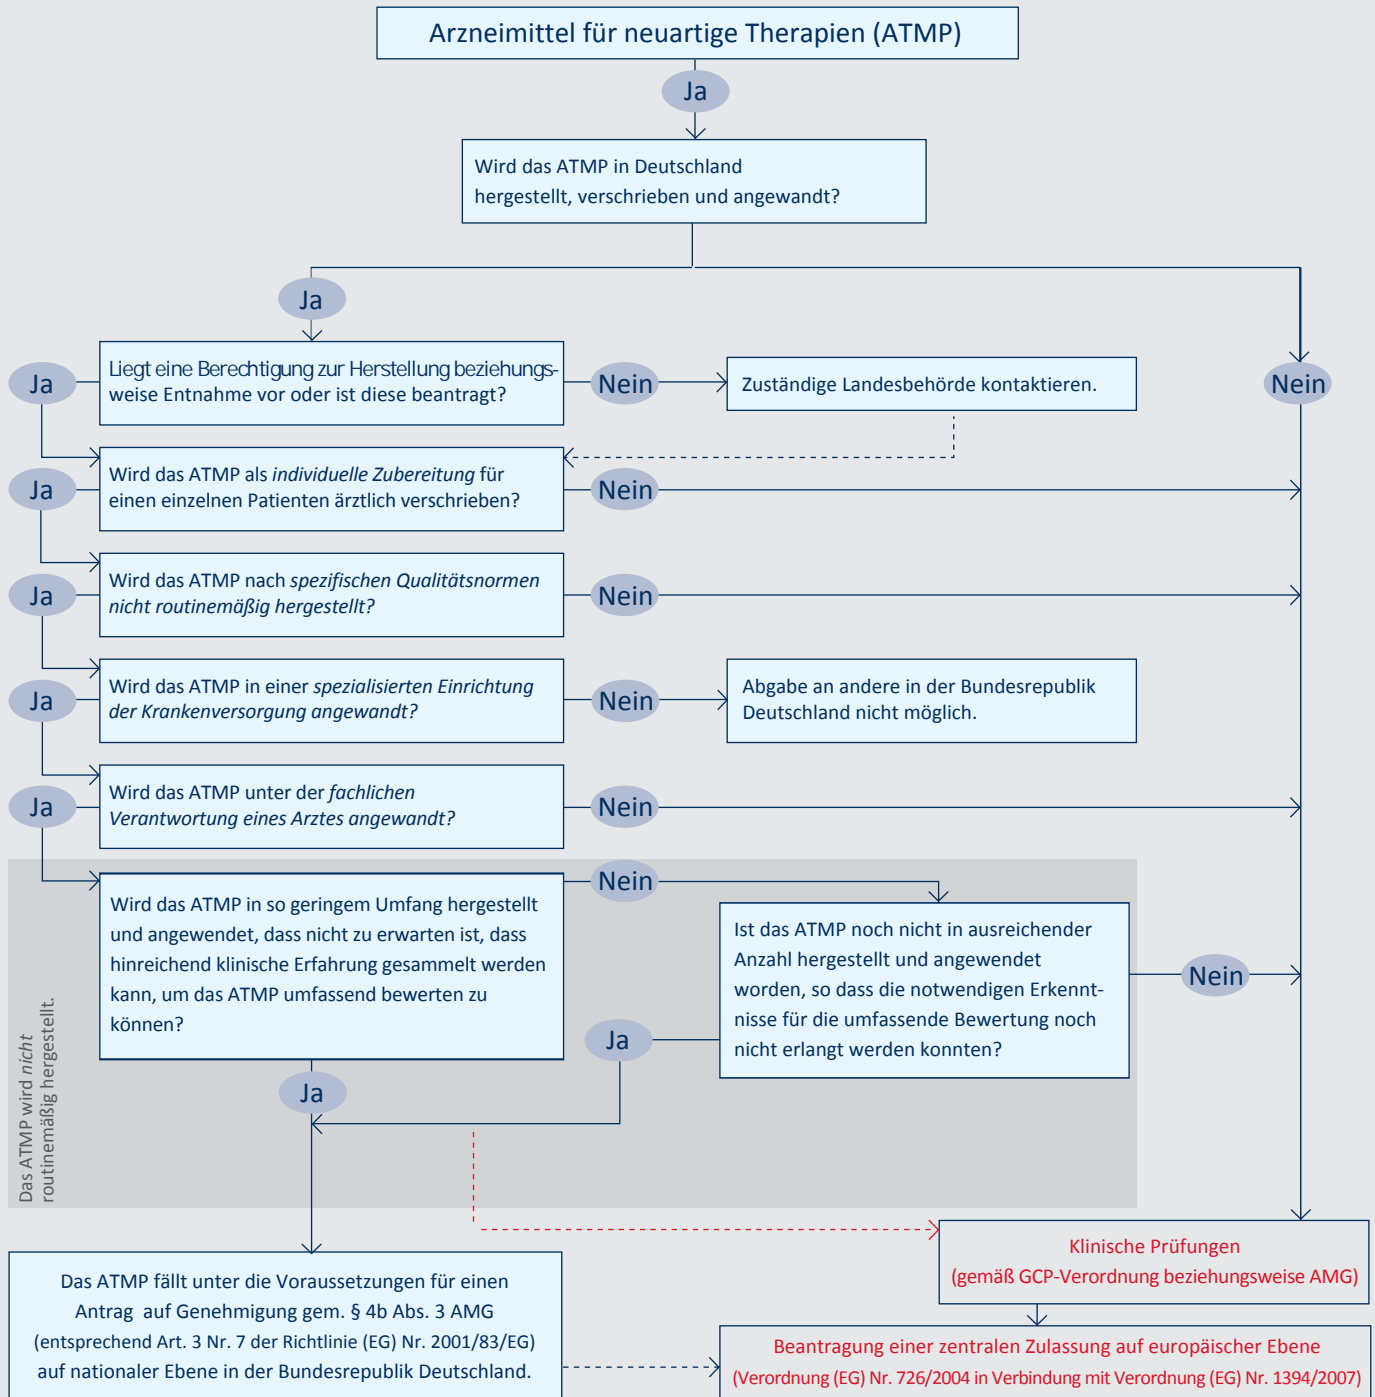 Arzneimittel für neuartige Therapien (ATMP)
Ja
Wird das ATMP in Deutschland
hergestellt, verschrieben und angewandt?
Ja
Nein
Ja
Liegt eine Berechtigung zur Herstellung beziehungs-
weise Entnahme vor oder ist diese beantragt?
Nein
Zuständige Landesbehörde kontaktieren.
Ja
Wird das ATMP als individuelle Zubereitung für
einen einzelnen Patienten ärztlich verschrieben?
Nein
Ja
Wird das ATMP nach spezifischen Qualitätsnormen
nicht routinemäßig hergestellt?
Nein
Ja
Wird das ATMP in einer spezialisierten Einrichtung
der Krankenversorgung angewandt?
Nein
Abgabe an andere in der Bundesrepublik
Deutschland nicht möglich.
Ja
Wird das ATMP unter der fachlichen
Verantwortung eines Arztes angewandt?
Nein
Das ATMP wird nicht
routinemäßig hergestellt.
Wird das ATMP in so geringem Umfang hergestellt
und angewendet, dass nicht zu erwarten ist, dass
hinreichend klinische Erfahrung gesammelt werden
kann, um das ATMP umfassend bewerten zu
können?
Nein
Ist das ATMP noch nicht in ausreichender
Anzahl hergestellt und angewendet
worden, so dass die notwendigen Erkennt-
nisse für die umfassende Bewertung noch
nicht erlangt werden konnten?
Nein
Ja
Ja
Klinische Prüfungen
(gemäß GCP-Verordnung beziehungsweise AMG)
Das ATMP fällt unter die Voraussetzungen für einen
Antrag auf Genehmigung gem. § 4b Abs. 3 AMG
(entsprechend Art. 3 Nr. 7 der Richtlinie (EG) Nr. 2001/83/EG)
auf nationaler Ebene in der Bundesrepublik Deutschland.
Beantragung einer zentralen Zulassung auf europäischer Ebene
(Verordnung (EG) Nr. 726/2004 in Verbindung mit Verordnung (EG) Nr. 1394/2007)